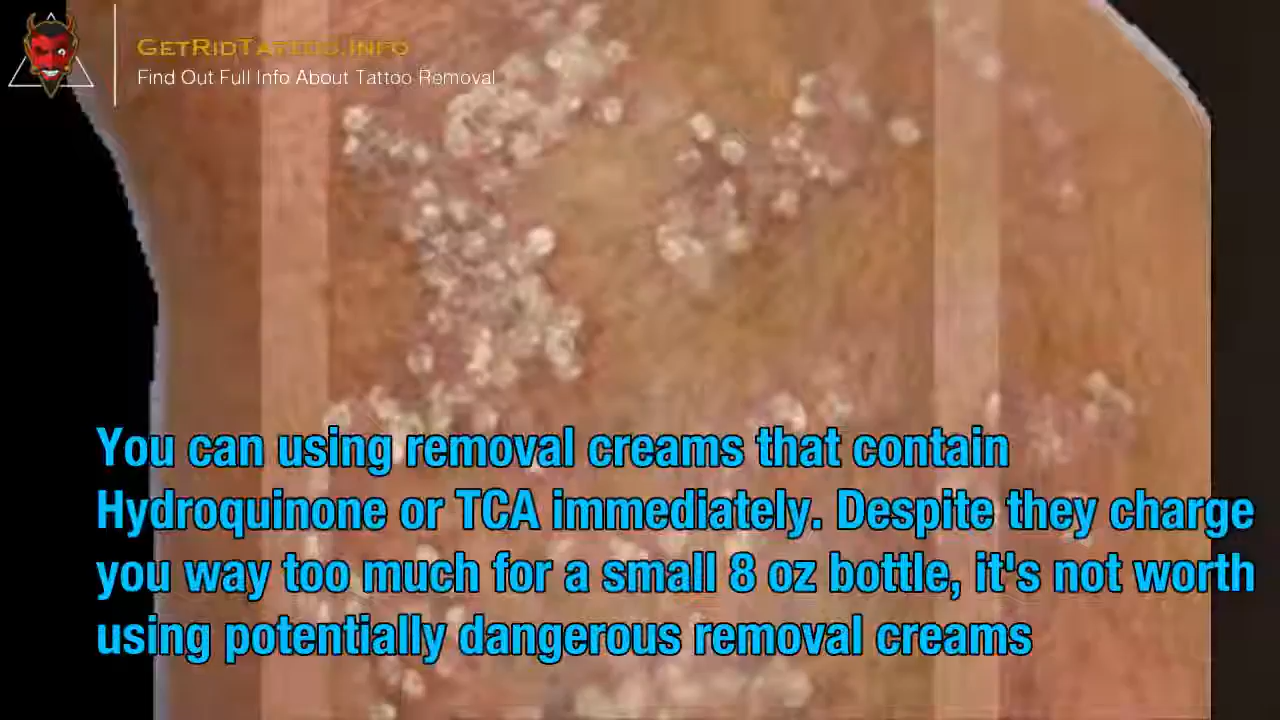 GetRidTattoo.Info
Find Out Full Info About Tattoo Removal
You can using removal creams that contain
Hydroquinone or TCA immediately. Despite they charge
you way too much for a small 8 oz bottle, it's not worth
using potentially dangerous removal creams